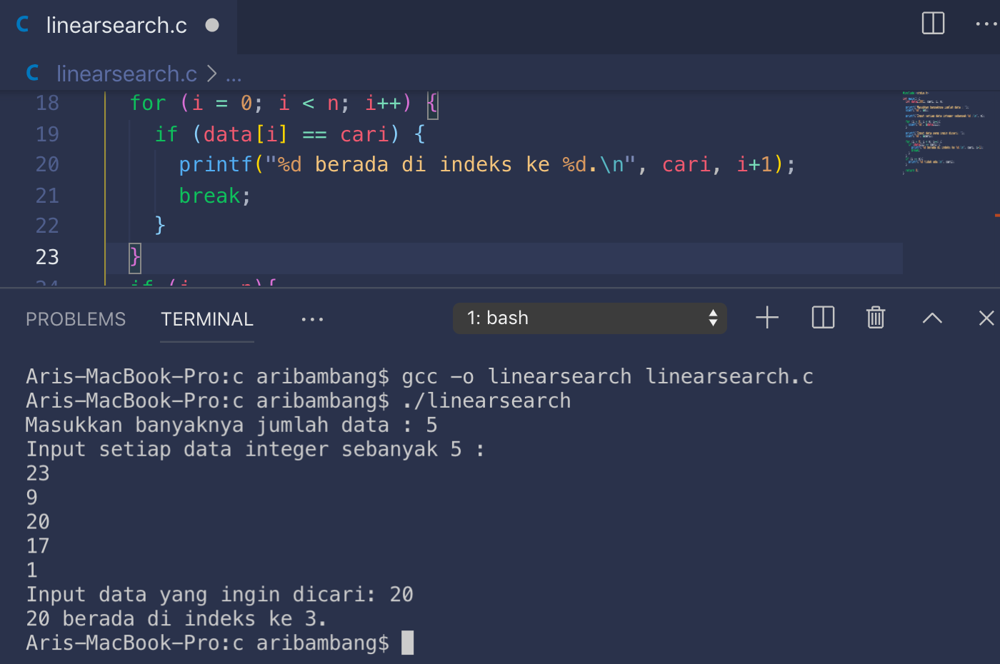 linearsearch.c
linearsearch.c > ...
18 for (i = 0; i < n; i++) {
19 if (data[i] == cari) {
20 printf("%d berada di indeks ke %d.\n", cari, i+1);
21 break;
22 }
23 }
PROBLEMS TERMINAL ... 1: bash
Aris-MacBook-Pro:c aribambang$ gcc -o linearsearch linearsearch.c
Aris-MacBook-Pro:c aribambang$ ./linearsearch
Masukkan banyaknya jumlah data : 5
Input setiap data integer sebanyak 5 :
23
9
20
17
1
Input data yang ingin dicari: 20
20 berada di indeks ke 3.
Aris-MacBook-Pro:c aribambang$